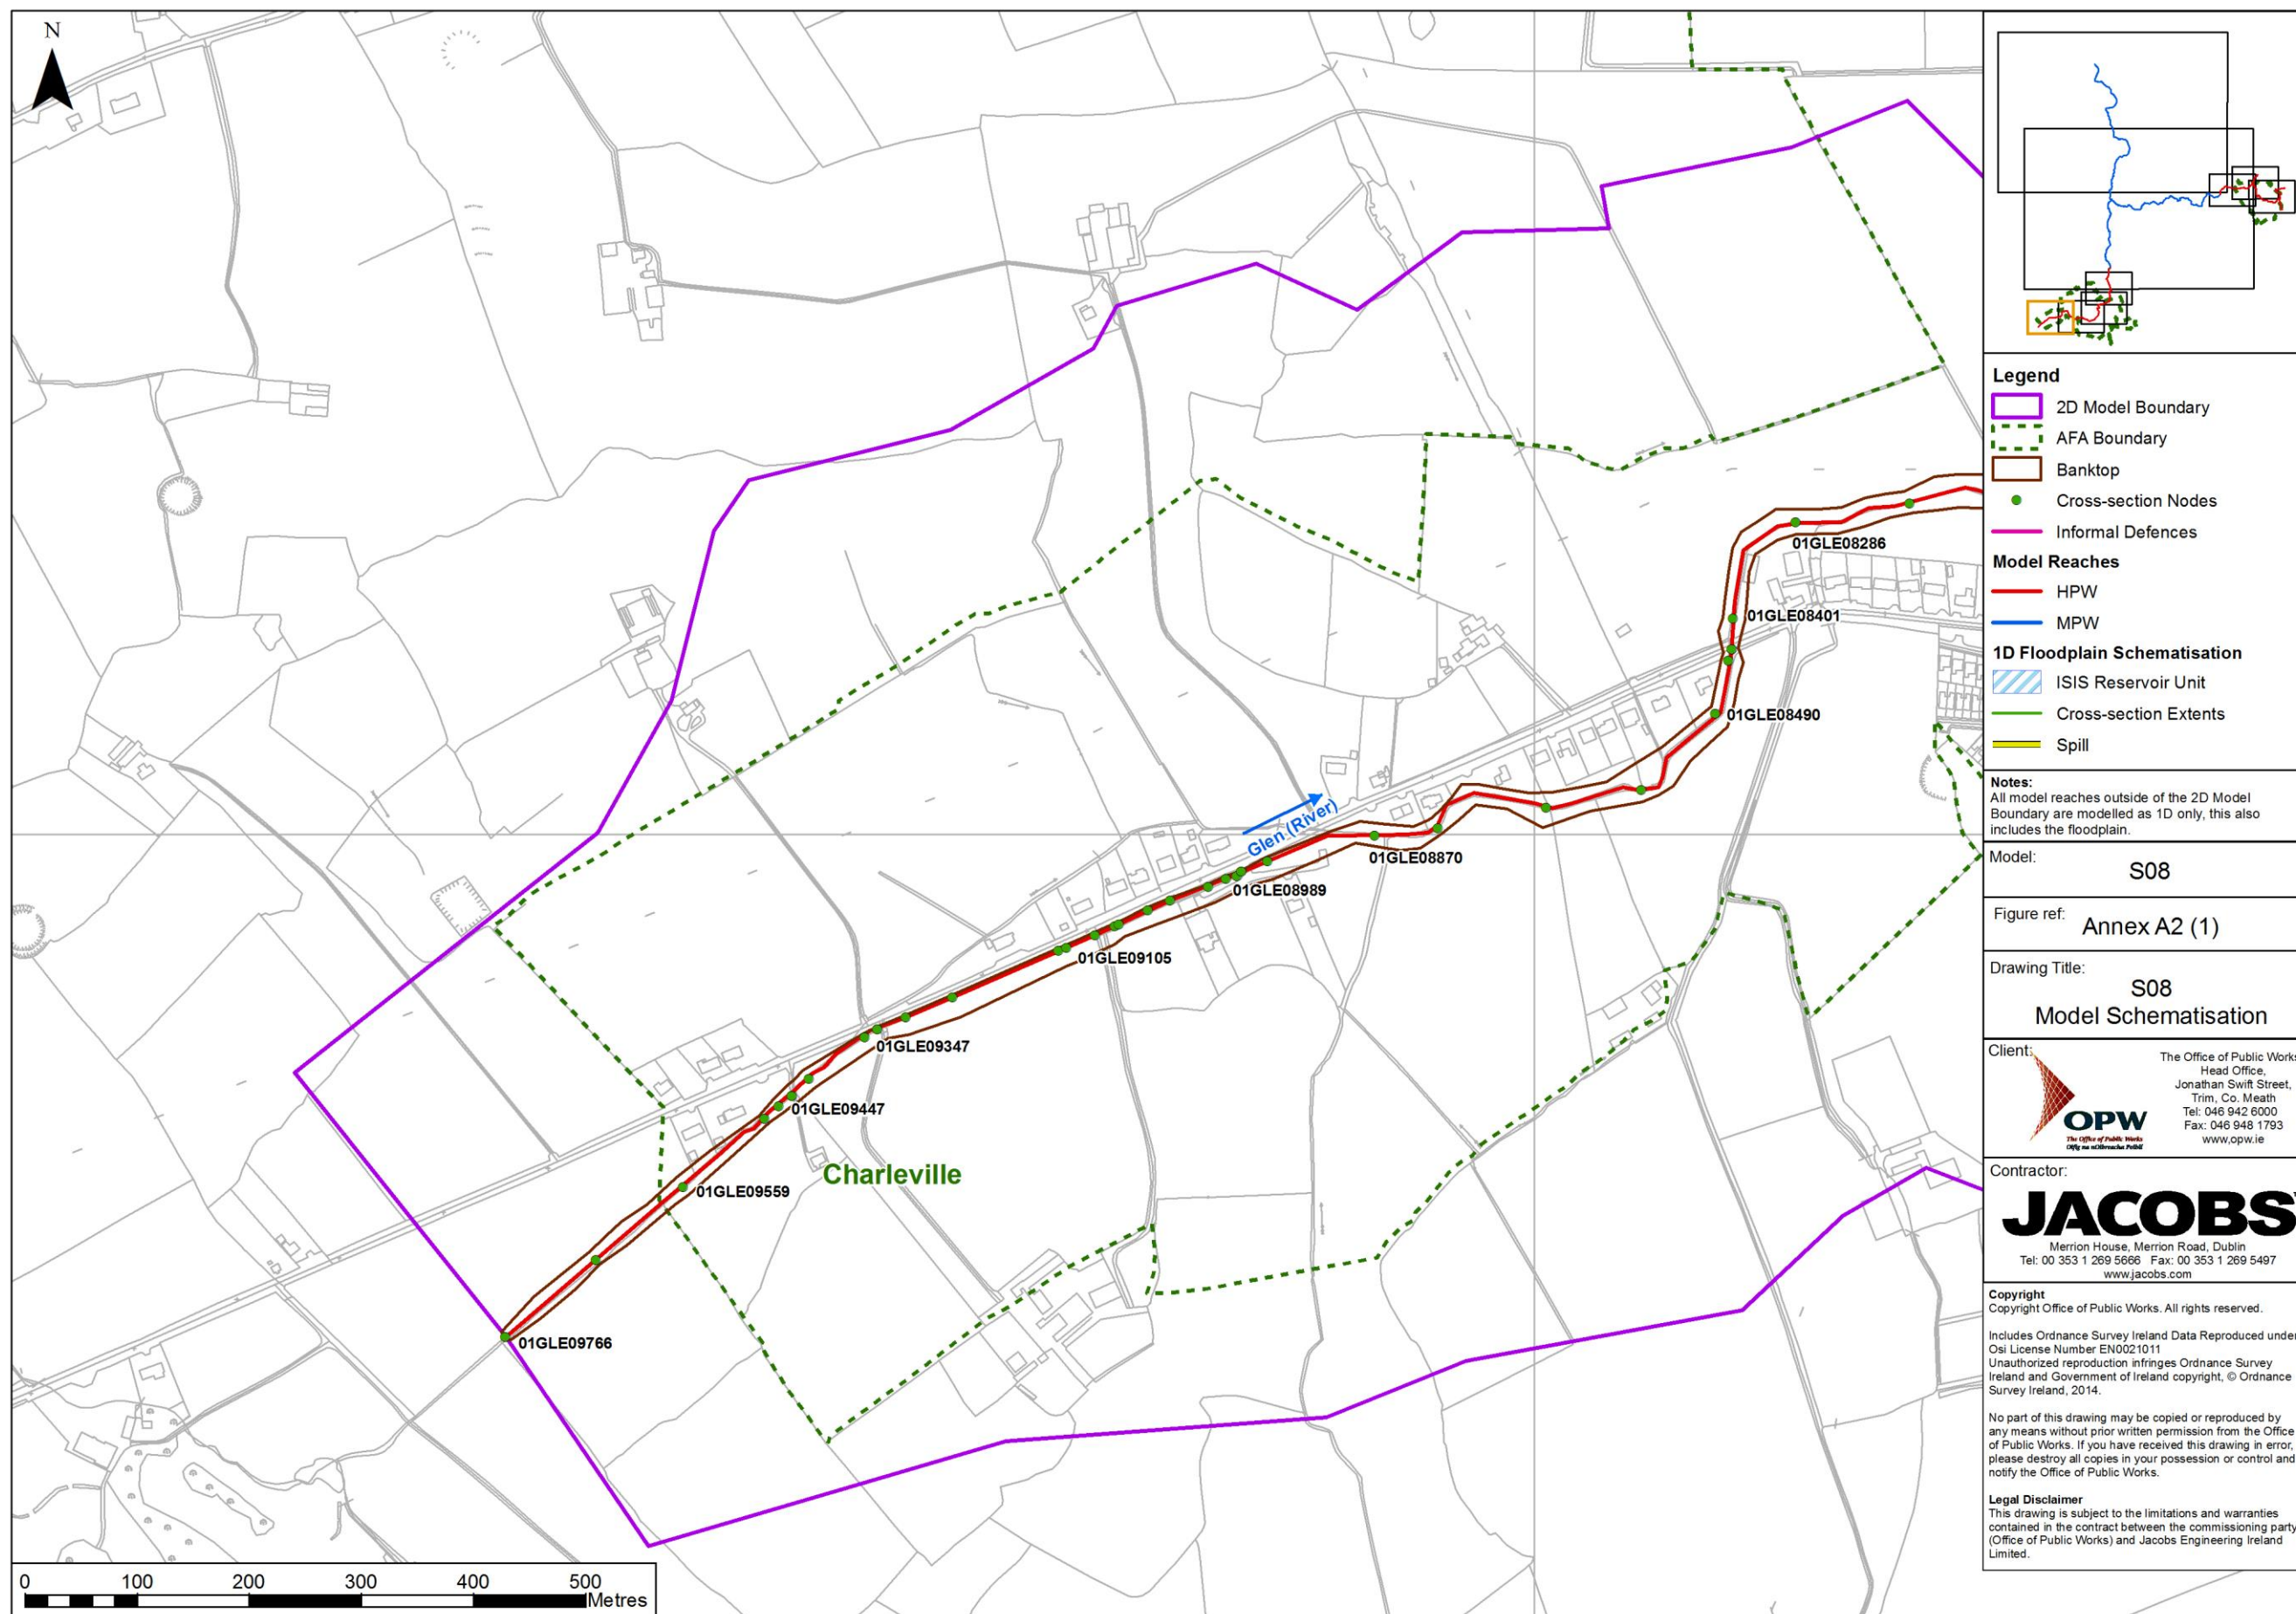 N
01GLE08286
01GLE08401
01GLE08490
Glen (River)
01GLE08870
01GLE08989
01GLE09105
01GLE09347
01GLE09447
Charleville
01GLE09559
01GLE09766
0 100 200 300 400 500
Metres
Legend
2D Model Boundary
AFA Boundary
Banktop
Cross-section Nodes
Informal Defences
Model Reaches
HPW
MPW
1D Floodplain Schematisation
ISIS Reservoir Unit
Cross-section Extents
Spill
Notes:
All model reaches outside of the 2D Model
Boundary are modelled as 1D only, this also
includes the floodplain.
Model:
S08
Figure ref: Annex A2 (1)
Drawing Title:
S08
Model Schematisation
Client:
OPW
The Office of Public Works
Oifig na nOibreacha Poiblí
The Office of Public Works
Head Office,
Jonathan Swift Street,
Trim, Co. Meath
Tel: 046 942 6000
Fax: 046 948 1793
www,opw.ie
Contractor:
JACOBS
Merrion House, Merrion Road, Dublin
Tel: 00 353 1 269 5666 Fax: 00 353 1 269 5497
www.jacobs.com
Copyright
Copyright Office of Public Works. All rights reserved.
Includes Ordnance Survey Ireland Data Reproduced under
Osi License Number EN0021011
Unauthorized reproduction infringes Ordnance Survey
Ireland and Government of Ireland copyright, © Ordnance
Survey Ireland, 2014.
No part of this drawing may be copied or reproduced by
any means without prior written permission from the Office
of Public Works. If you have received this drawing in error,
please destroy all copies in your possession or control and
notify the Office of Public Works.
Legal Disclaimer
This drawing is subject to the limitations and warranties
contained in the contract between the commissioning party
(Office of Public Works) and Jacobs Engineering Ireland
Limited.